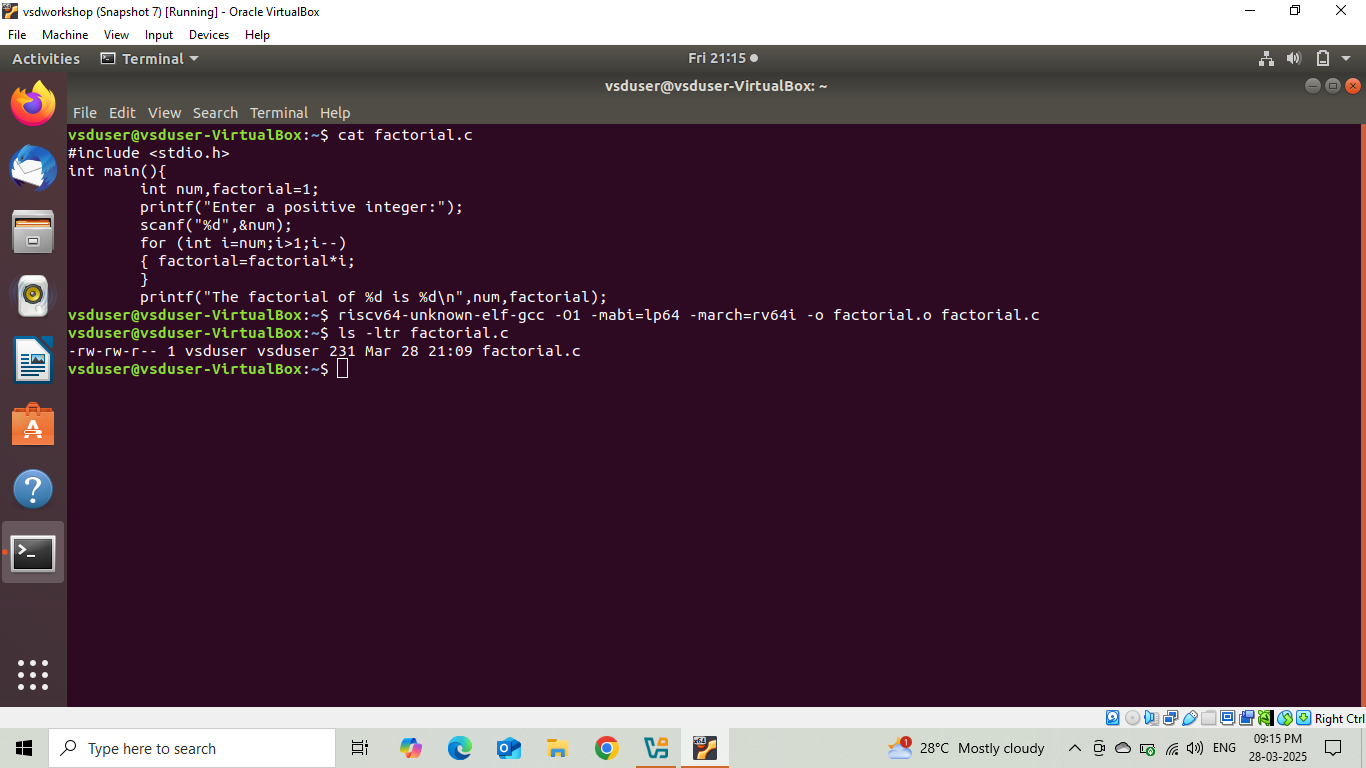 vsdworkshop (Snapshot 7) [Running] - Oracle VirtualBox
File Machine View Input Devices Help
Activities Terminal Fri 21:15
vsduser@vsduser-VirtualBox: ~
File Edit View Search Terminal Help
vsduser@vsduser-VirtualBox:~$ cat factorial.c
#include <stdio.h>
int main(){
        int num,factorial=1;
        printf("Enter a positive integer:");
        scanf("%d",&num);
        for (int i=num;i>1;i--)
        { factorial=factorial*i;
        }
        printf("The factorial of %d is %d\n",num,factorial);
vsduser@vsduser-VirtualBox:~$ riscv64-unknown-elf-gcc -O1 -mabi=lp64 -march=rv64i -o factorial.o factorial.c
vsduser@vsduser-VirtualBox:~$ ls -ltr factorial.c
-rw-rw-r-- 1 vsduser vsduser 231 Mar 28 21:09 factorial.c
vsduser@vsduser-VirtualBox:~$
Right Ctrl
Type here to search
1
28°C Mostly cloudy
ENG
09:15 PM
28-03-2025